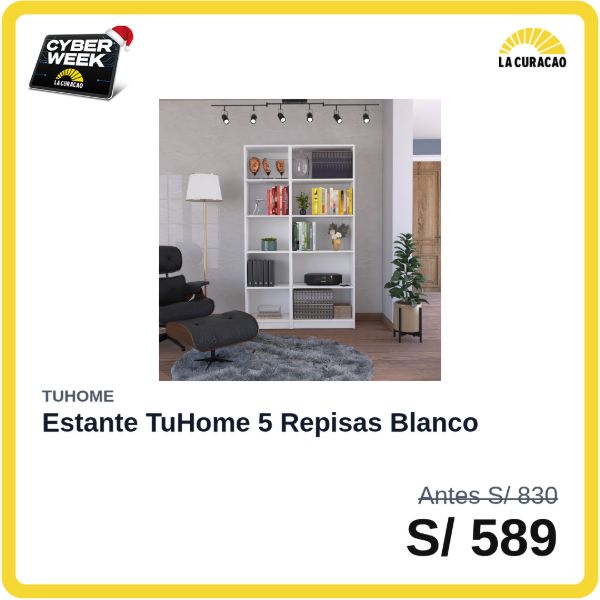 CYBER
WEEK
LA CURACAO
LA CURACAO
TUHOME
Estante TuHome 5 Repisas Blanco
Antes S/ 830
S/ 589